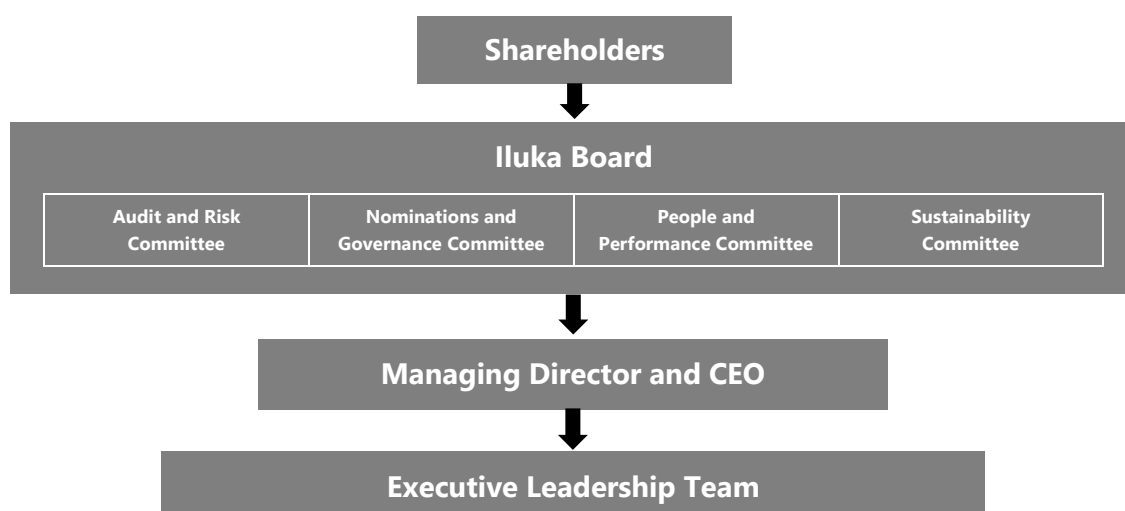 Shareholders
Iluka Board
Audit and Risk
Committee
Nominations and
Governance Committee
People and
Performance Committee
Sustainability
Committee
Managing Director and CEO
Executive Leadership Team